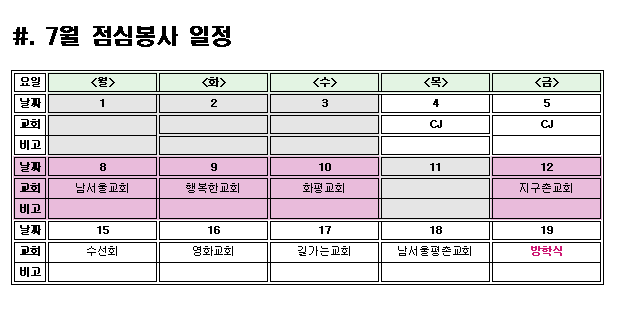 #. 7월 점심봉사 일정
요일 <월> <화> <수> <목> <금>
날짜 1 2 3 4 5
교회 CJ CJ
비고
날짜 8 9 10 11 12
교회 남서울교회 행복한교회 화평교회 지구촌교회
비고
날짜 15 16 17 18 19
교회 수선회 영화교회 길가는교회 남서울평촌교회 방학식
비고